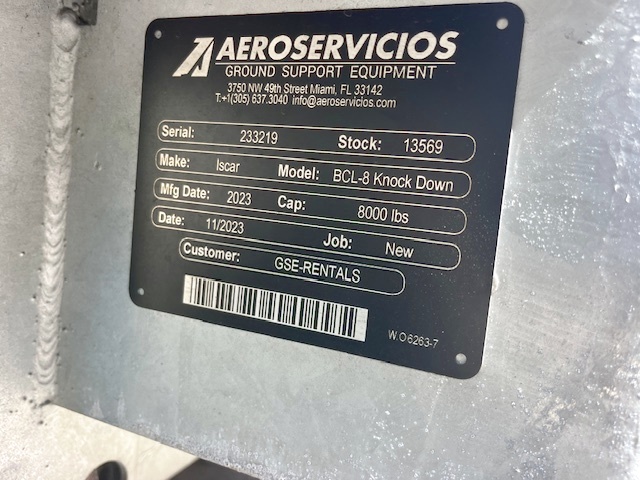 AEROSERVICIOS
GROUND SUPPORT EQUIPMENT
3750 NW 49th Street Miami, FL 33142
T:+1(305) 637.3040 info@aeroservicios.com
Serial: 233219 Stock: 13569
Make: Iscar Model: BCL-8 Knock Down
Mfg Date: 2023 Cap: 8000 lbs
Date: 11/2023 Job: New
Customer: GSE-RENTALS
W.O6263-7